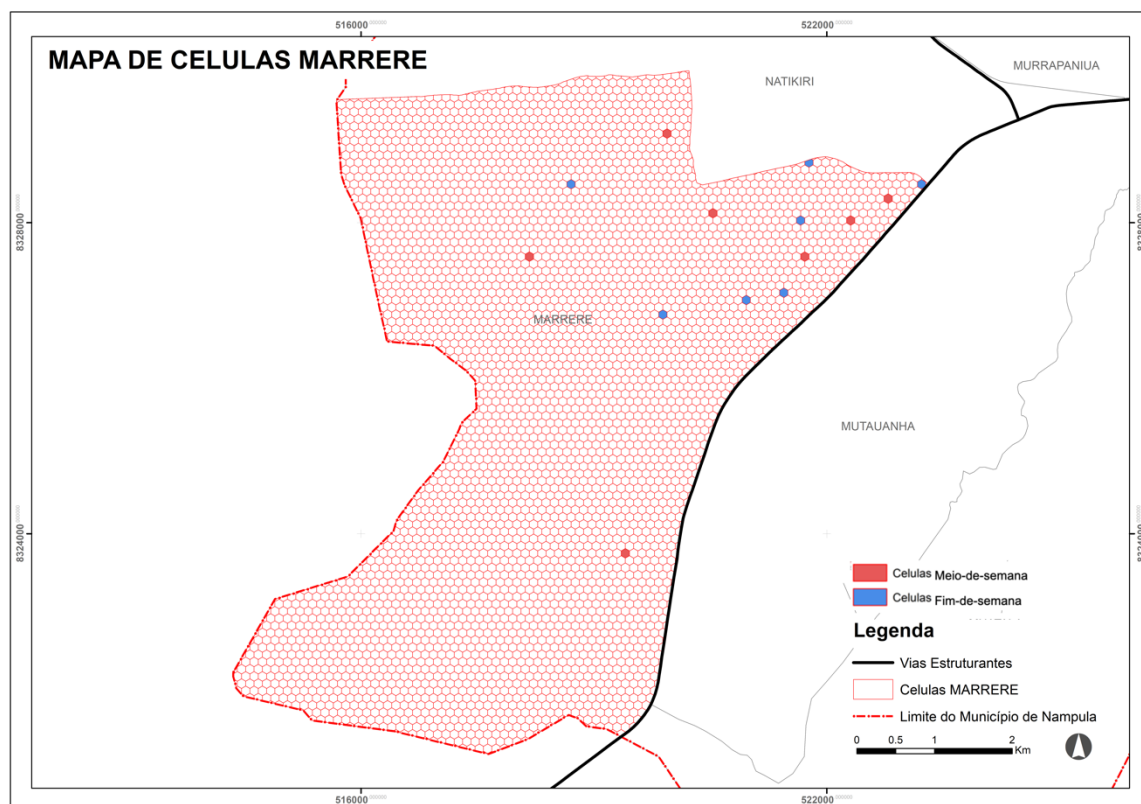 516000
522000
MAPA DE CELULAS MARRERE
MURRAPANIUA
NATIKIRI
8328000
8328000
MARRERE
MUTAUANHA
8324000
8324000
Celulas Meio-de-semana
Celulas Fim-de-semana
Legenda
Vias Estruturantes
Celulas MARRERE
Limite do Município de Nampula
0 0.5 1 2
Km
516000
522000